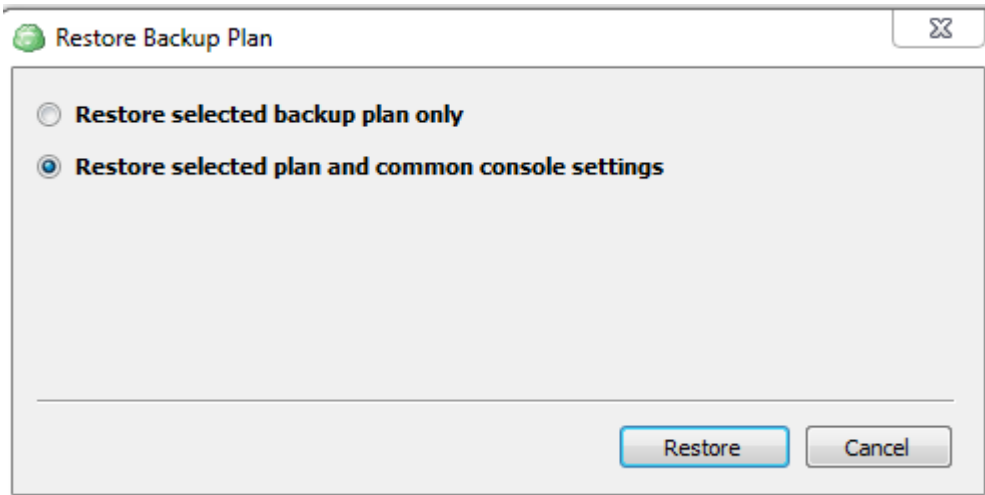 Restore Backup Plan
Restore selected backup plan only
Restore selected plan and common console settings
Restore Cancel